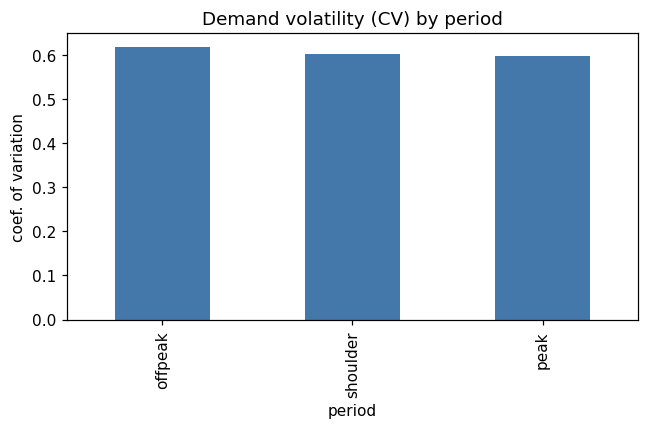 Demand volatility (CV) by period
coef. of variation
0.6
0.5
0.4
0.3
0.2
0.1
0.0
offpeak
shoulder
peak
period